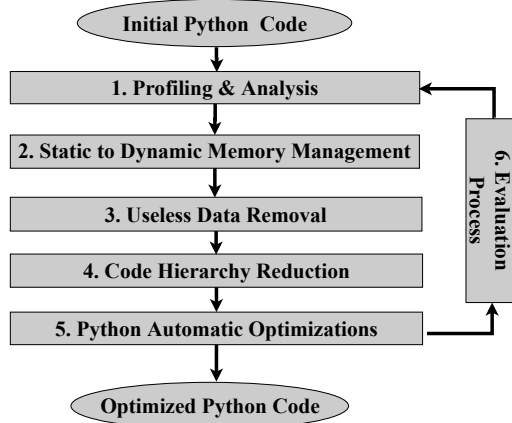 Initial Python Code
1. Profiling & Analysis
2. Static to Dynamic Memory Management
3. Useless Data Removal
4. Code Hierarchy Reduction
5. Python Automatic Optimizations
6. Evaluation
Process
Optimized Python Code